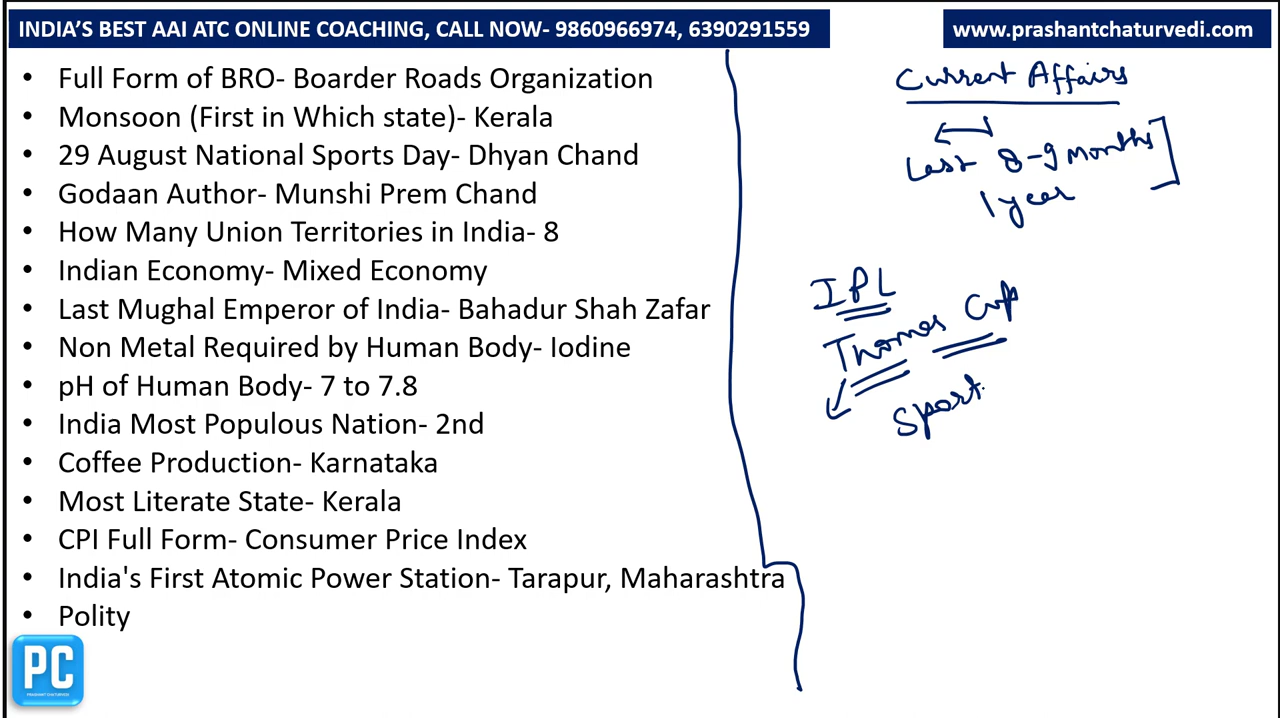 INDIA'S BEST AAI ATC ONLINE COACHING, CALL NOW- 9860966974, 6390291559
www.prashantchaturvedi.com
• Full Form of BRO- Boarder Roads Organization
• Monsoon (First in Which state)- Kerala
• 29 August National Sports Day- Dhyan Chand
• Godaan Author- Munshi Prem Chand
• How Many Union Territories in India- 8
• Indian Economy- Mixed Economy
• Last Mughal Emperor of India- Bahadur Shah Zafar
• Non Metal Required by Human Body- Iodine
• pH of Human Body- 7 to 7.8
• India Most Populous Nation- 2nd
• Coffee Production- Karnataka
• Most Literate State- Kerala
• CPI Full Form- Consumer Price Index
• India's First Atomic Power Station- Tarapur, Maharashtra
• Polity
PC
PRASHANT CHATURVEDI
Current Affairs
Last 8-9 months
1 year
IPL
Thomas Cup
Sport